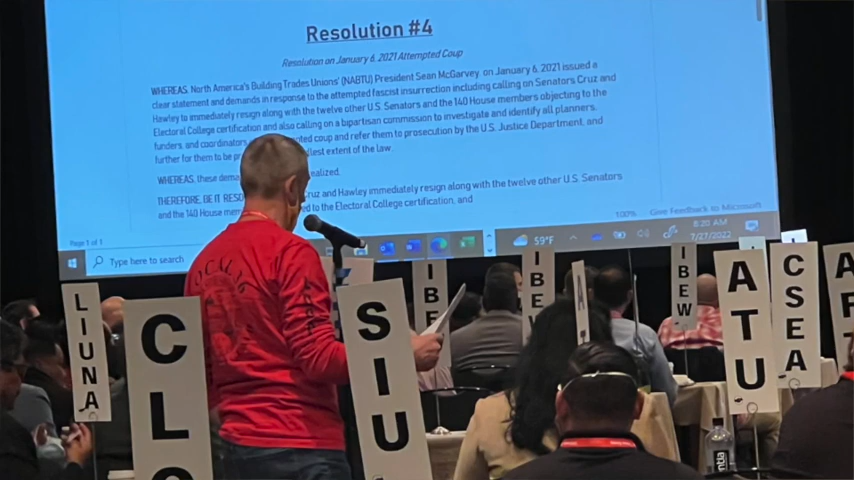 Resolution #4
Resolution on January 6, 2021 Attempted Coup
WHEREAS, North America's Building Trades Unions' (NABTU) President Sean McGarvey on January 6, 2021 issued a
clear statement and demands in response to the attempted fascist insurrection including calling on Senators Cruz and
Hawley to immediately resign along with the twelve other U.S. Senators and the 140 House members objecting to the
Electoral College certification and also calling on a bipartisan commission to investigate and identify all planners,
funders, and coordinators pted coup and refer them to prosecution by the U.S. Justice Department, and
further for them to be pr llest extent of the law.
WHEREAS, these dema ealized,
THEREFORE, BE IT RESO Cruz and Hawley immediately resign along with the twelve other U.S. Senators
and the 140 House mem ed to the Electoral College certification, and
Page 1 of 1
100% Give Feedback to Microsoft
Type here to search
59°F
8:20 AM
7/27/2022
LIUNA
CLC
LOCAL
SIU
IBE
IBEW
IBEW
ATU
CSEA
AF